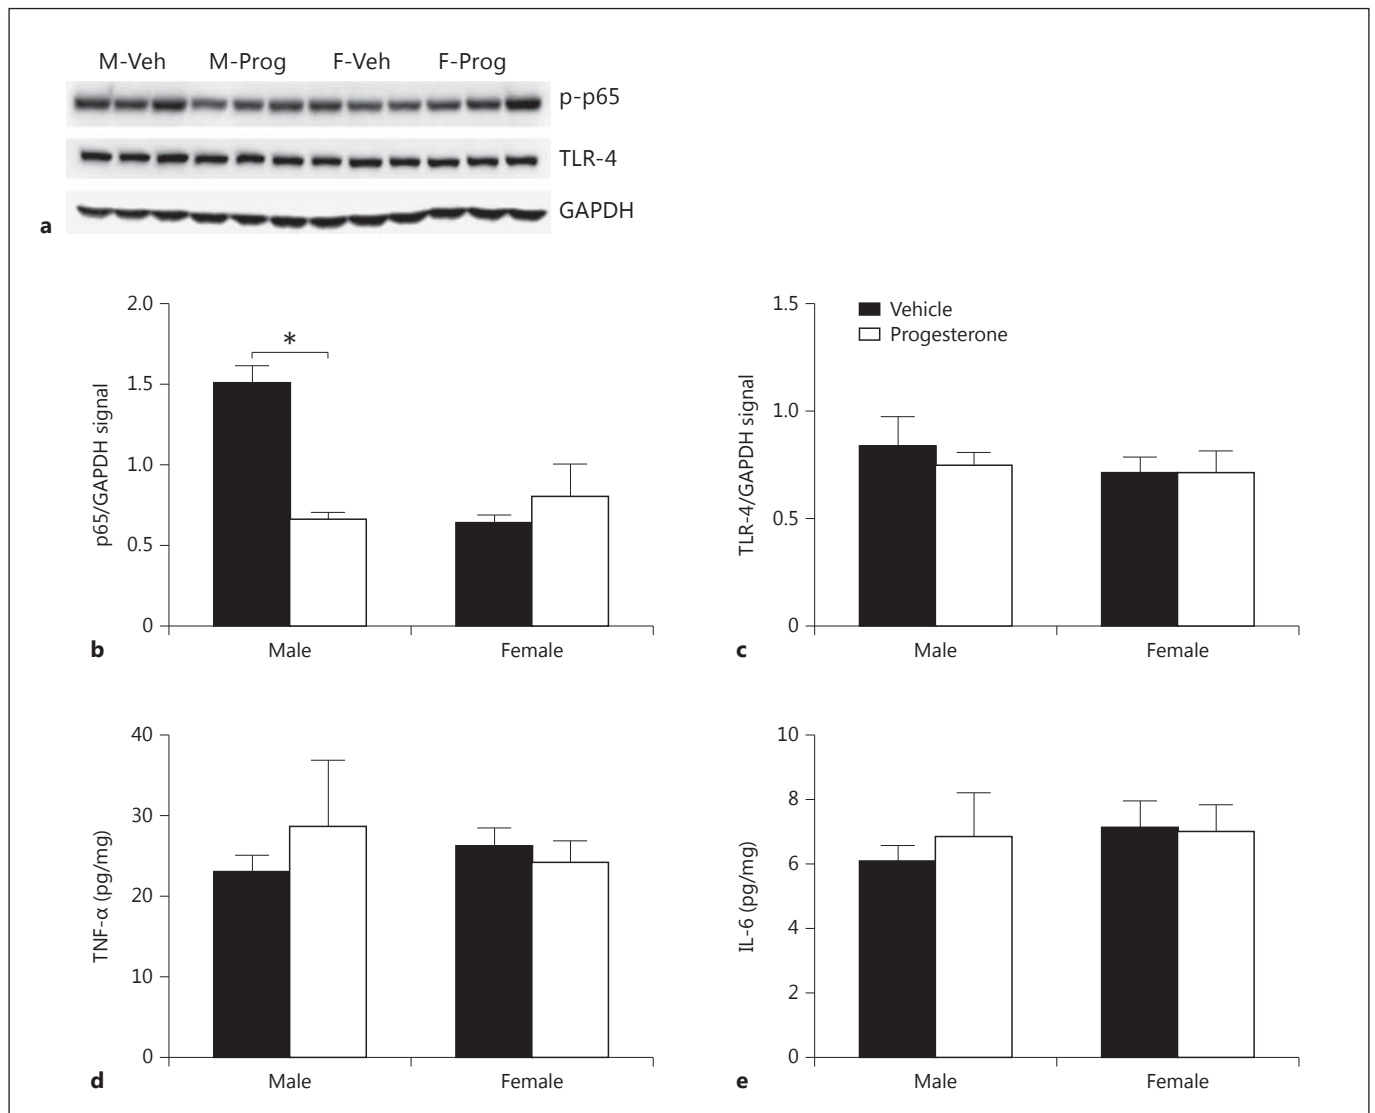 M-Veh M-Prog F-Veh F-Prog
p-p65
TLR-4
GAPDH
a
2.0
1.5
1.0
0.5
0
p65/GAPDH signal
*
Male Female
b
1.5
1.0
0.5
0
TLR-4/GAPDH signal
Vehicle
Progesterone
Male Female
c
40
30
20
10
0
TNF-α (pg/mg)
Male Female
d
10
8
6
4
2
0
IL-6 (pg/mg)
Male Female
e